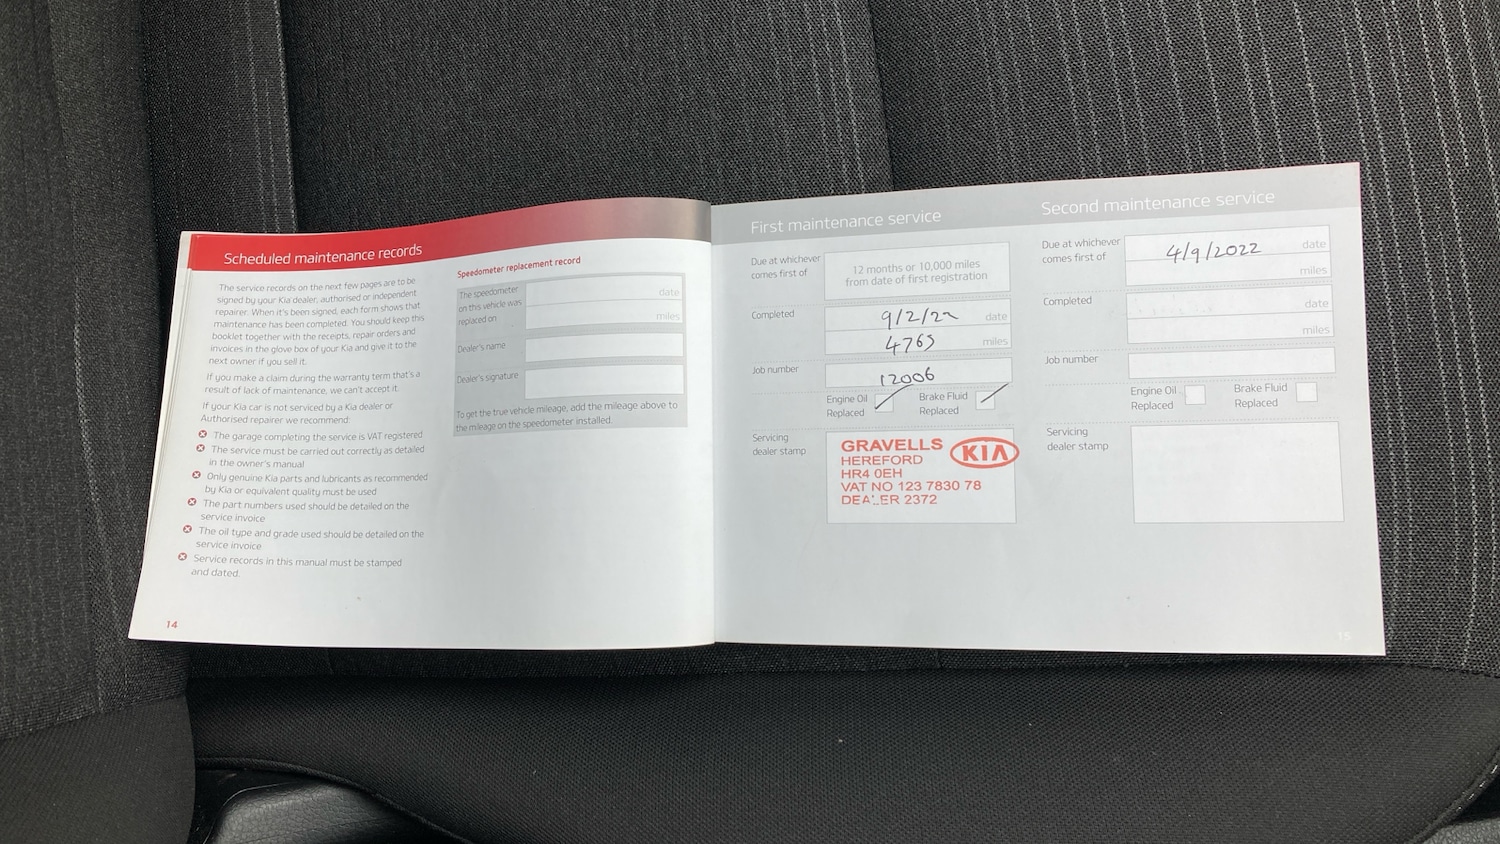 Scheduled maintenance records
The service records on the next few pages are to be
signed by your Kia dealer, authorised or independent
repairer. When it's been signed, each form shows that
maintenance has been completed. You should keep this
booklet together with the receipts, repair orders and
invoices in the glove box of your Kia and give it to the
next owner if you sell it.
If you make a claim during the warranty term that's a
result of lack of maintenance, we can't accept it.
If your Kia car is not serviced by a Kia dealer or
Authorised repairer we recommend:
The garage completing the service is VAT registered
The service must be carried out correctly as detailed
in the owner's manual
Only genuine Kia parts and lubricants as recommended
by Kia or equivalent quality must be used
The part numbers used should be detailed on the
service invoice
The oil type and grade used should be detailed on the
service invoice
Service records in this manual must be stamped
and dated.
14
Speedometer replacement record
The speedometer
on this vehicle was
replaced on
date
miles
Dealer's name
Dealer's signature
To get the true vehicle mileage, add the mileage above to
the mileage on the speedometer installed.
First maintenance service
Due at whichever
comes first of
12 months or 10,000 miles
from date of first registration
Completed
9/2/22 date
4765 miles
Job number
12006
Engine Oil
Replaced
Brake Fluid
Replaced
Servicing
dealer stamp
GRAVELLS
HEREFORD
HR4 0EH
VAT NO 123 7830 78
DEALER 2372
KIA
Second maintenance service
Due at whichever
comes first of
4/9/2022 date
miles
Completed
date
miles
Job number
Engine Oil
Replaced
Brake Fluid
Replaced
Servicing
dealer stamp
15